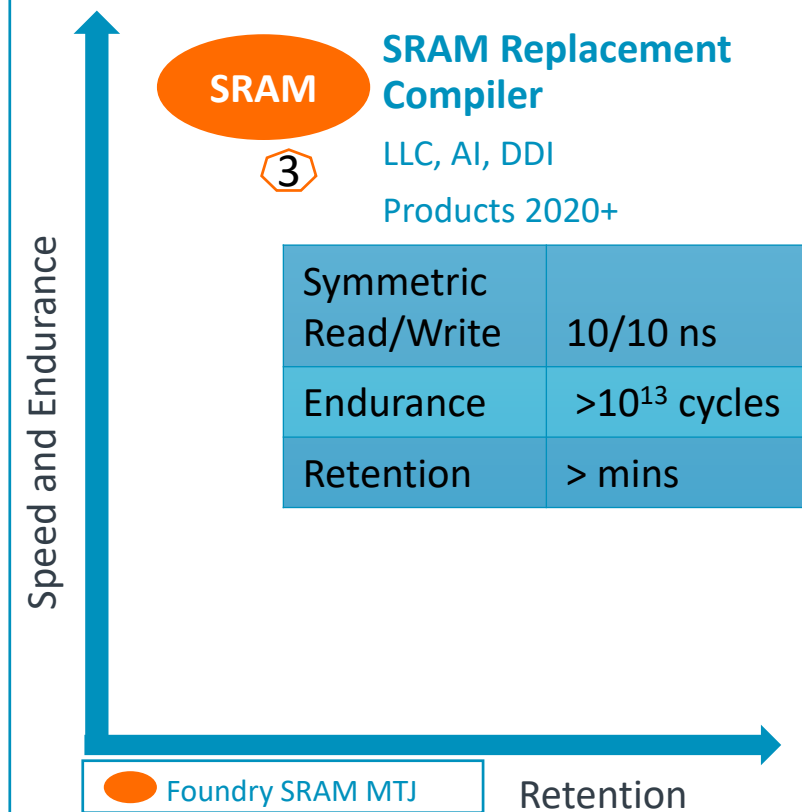 SRAM
SRAM Replacement
Compiler
3
LLC, AI, DDI
Products 2020+
Symmetric
Read/Write 10/10 ns
Endurance >10¹³ cycles
Retention > mins
Speed and Endurance
Foundry SRAM MTJ
Retention